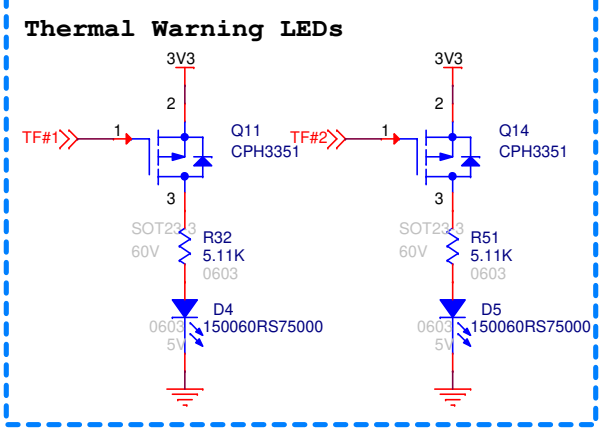 Thermal Warning LEDs
3V3
3V3
2
2
TF#1
1
Q11
CPH3351
TF#2
1
Q14
CPH3351
3
3
SOT23-3
60V
R32
5.11K
0603
SOT23-3
60V
R51
5.11K
0603
D4
0603
150060RS75000
5V
D5
0603
150060RS75000
5V